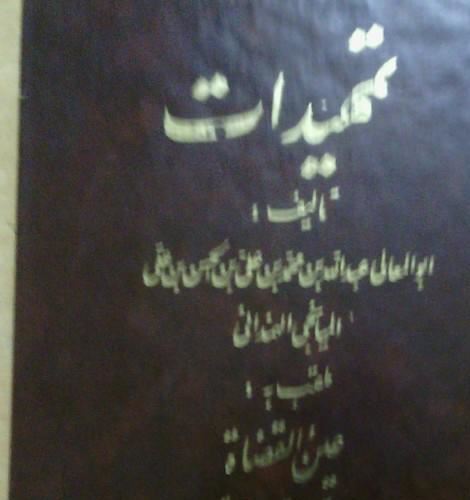 تمهیدات
تألیف :
ابوالمعالی عبدالله بن محمد بن علی بن الحسن بن علی
المیانجی الهمدانی
ملقب به :
عین القضاة